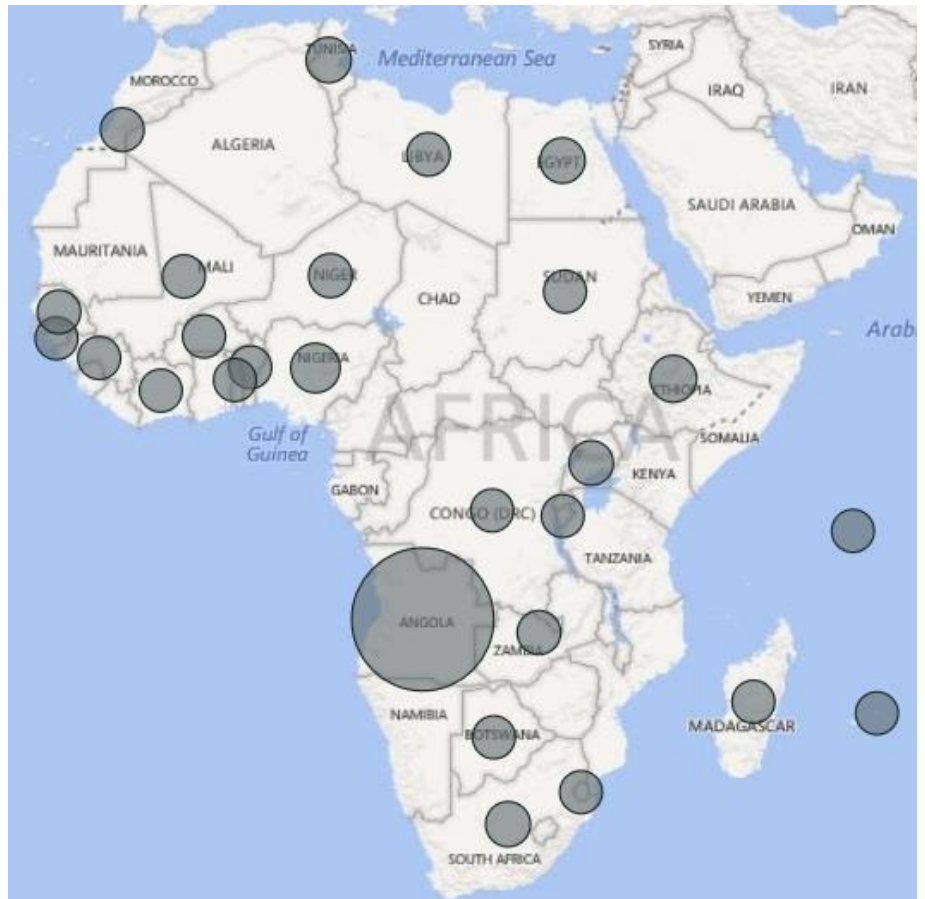 TUNISIA
Mediterranean Sea
SYRIA
MOROCCO
IRAQ
IRAN
ALGERIA
LIBYA
EGYPT
SAUDI ARABIA
OMAN
MAURITANIA
MALI
NIGER
CHAD
SUDAN
YEMEN
Arab
NIGERIA
ETHIOPIA
AFRICA
Gulf of
Guinea
SOMALIA
KENYA
GABON
CONGO (DRC)
TANZANIA
ANGOLA
ZAMBIA
NAMIBIA
BOTSWANA
MADAGASCAR
SOUTH AFRICA